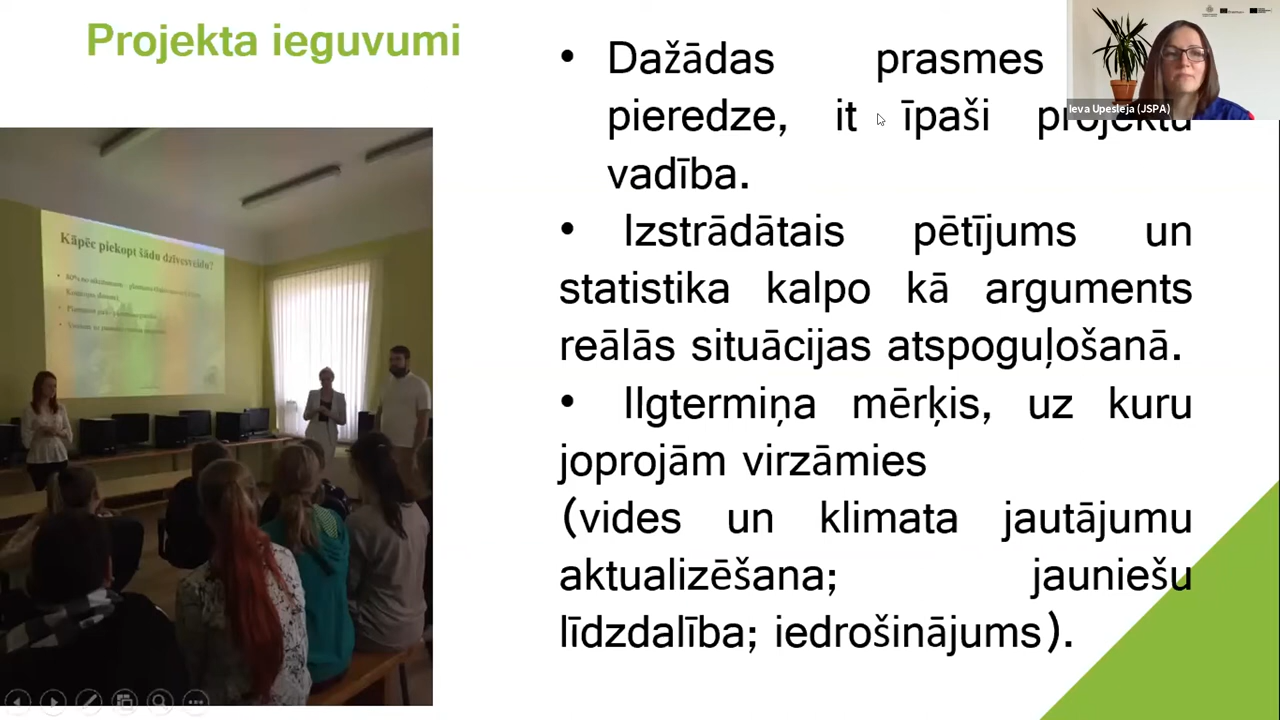 Projekta ieguvumi
• Dažādas prasmes
pieredze, it īpaši projektu
vadība.
• Izstrādātais pētījums un
statistika kalpo kā arguments
reālās situācijas atspoguļošanā.
• Ilgtermiņa mērķis, uz kuru
joprojām virzāmies
(vides un klimata jautājumu
aktualizēšana; jauniešu
līdzdalība; iedrošinājums).
Ieva Upesleja (JSPA)
Kāpēc piekopt šādu dzīvesveidu?